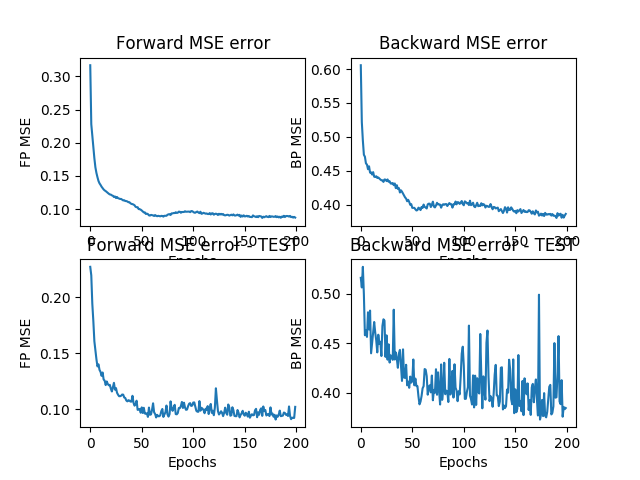 Forward MSE error
Backward MSE error
FP MSE
0.30
0.25
0.20
0.15
0.10
0 50 100 150 200
Epochs
BP MSE
0.60
0.55
0.50
0.45
0.40
0 50 100 150 200
Epochs
Forward MSE error - TEST
Backward MSE error - TEST
FP MSE
0.20
0.15
0.10
0 50 100 150 200
Epochs
BP MSE
0.50
0.45
0.40
0 50 100 150 200
Epochs